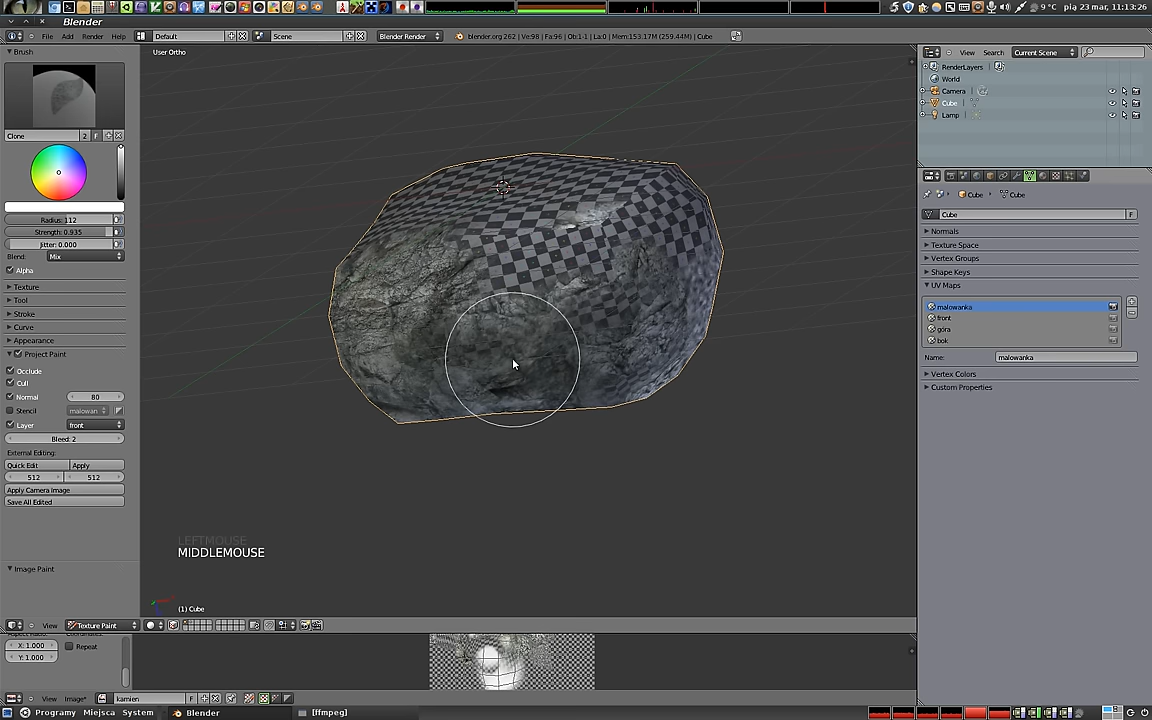 9 °C pią 23 mar, 11:13:26
Blender
File Add Render Help
Default
Scene
Blender Render
blender.org 262 | Ve:98 | Fa:96 | Ob:1-1 | La:0 | Mem:153.17M (259.44M) | Cube
Brush
User Ortho
Clone 2 F
Radius: 112
Strength: 0.935
Jitter: 0.000
Blend: Mix
Alpha
Texture
Tool
Stroke
Curve
Appearance
Project Paint
Occlude
Cull
Normal 80
Stencil malowan
Layer front
Bleed: 2
External Editing:
Quick Edit Apply
512 512
Apply Camera Image
Save All Edited
Image Paint
LEFTMOUSE
MIDDLEMOUSE
(1) Cube
View Texture Paint
X: 1.000 Repeat
Y: 1.000
View Image* kamien F
View Search Current Scene
RenderLayers
World
Camera
Cube
Lamp
Cube Cube
Cube F
Normals
Texture Space
Vertex Groups
Shape Keys
UV Maps
malowanka
front
góra
bok
Name: malowanka
Vertex Colors
Custom Properties
Programy Miejsca System Blender [ffmpeg]